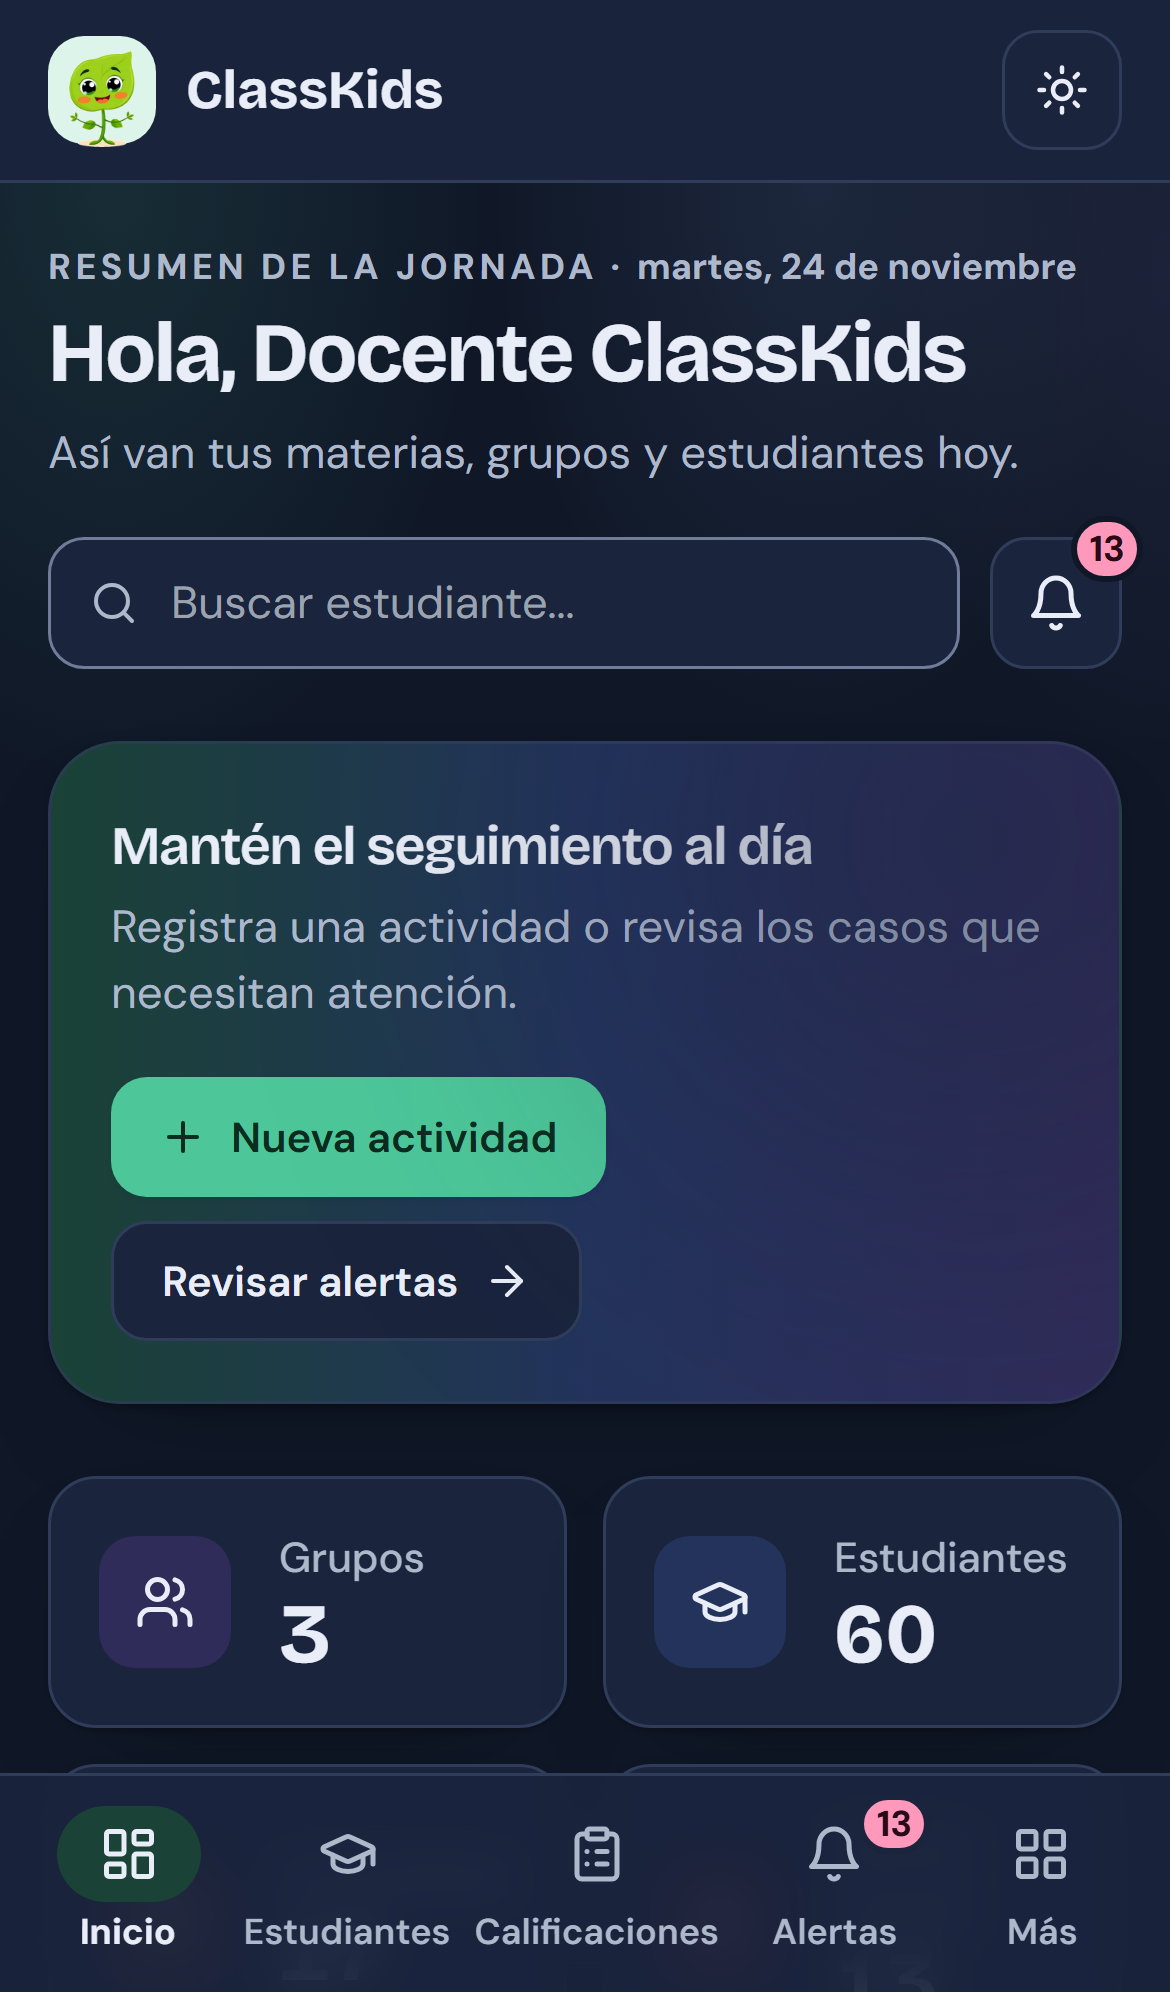 ClassKids
RESUMEN DE LA JORNADA · martes, 24 de noviembre
Hola, Docente ClassKids
Así van tus materias, grupos y estudiantes hoy.
Buscar estudiante...
13
Mantén el seguimiento al día
Registra una actividad o revisa los casos que
necesitan atención.
Nueva actividad
Revisar alertas
Grupos
3
Estudiantes
60
13
Inicio
Estudiantes
Calificaciones
Alertas
Más